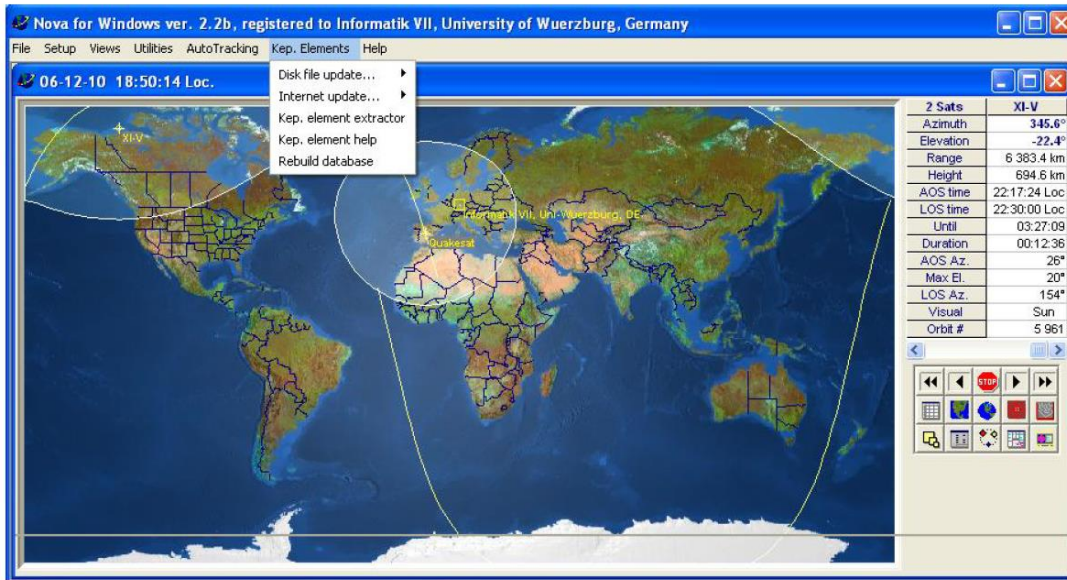 Nova for Windows ver. 2.2b, registered to Informatik VII, University of Wuerzburg, Germany
File Setup Views Utilities AutoTracking Kep. Elements Help
Disk file update...
Internet update...
Kep. element extractor
Kep. element help
Rebuild database
06-12-10 18:50:14 Loc.
XI-V
Informatik VII, Uni-Wuerzburg, DE
Quakesat
2 Sats XI-V
Azimuth 345.6°
Elevation -22.4°
Range 6 383.4 km
Height 694.6 km
AOS time 22:17:24 Loc
LOS time 22:30:00 Loc
Until 03:27:09
Duration 00:12:36
AOS Az. 26°
Max El. 20°
LOS Az. 154°
Visual Sun
Orbit # 5 961
STOP